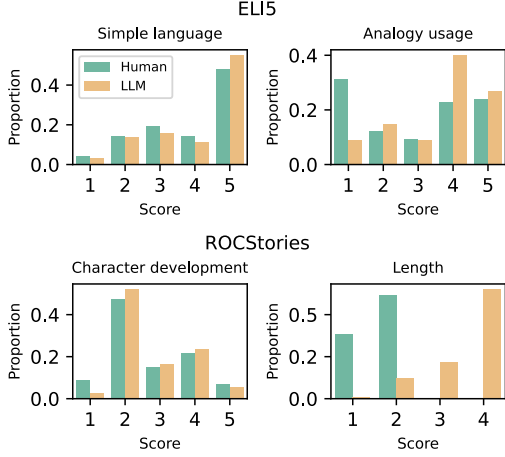 ELI5
Simple language
Analogy usage
Proportion
0.4
0.2
0.0
Human
LLM
1 2 3 4 5
Score
Proportion
0.4
0.2
0.0
1 2 3 4 5
Score
ROCStories
Character development
Length
Proportion
0.4
0.2
0.0
1 2 3 4 5
Score
Proportion
0.5
0.2
0.0
1 2 3 4
Score